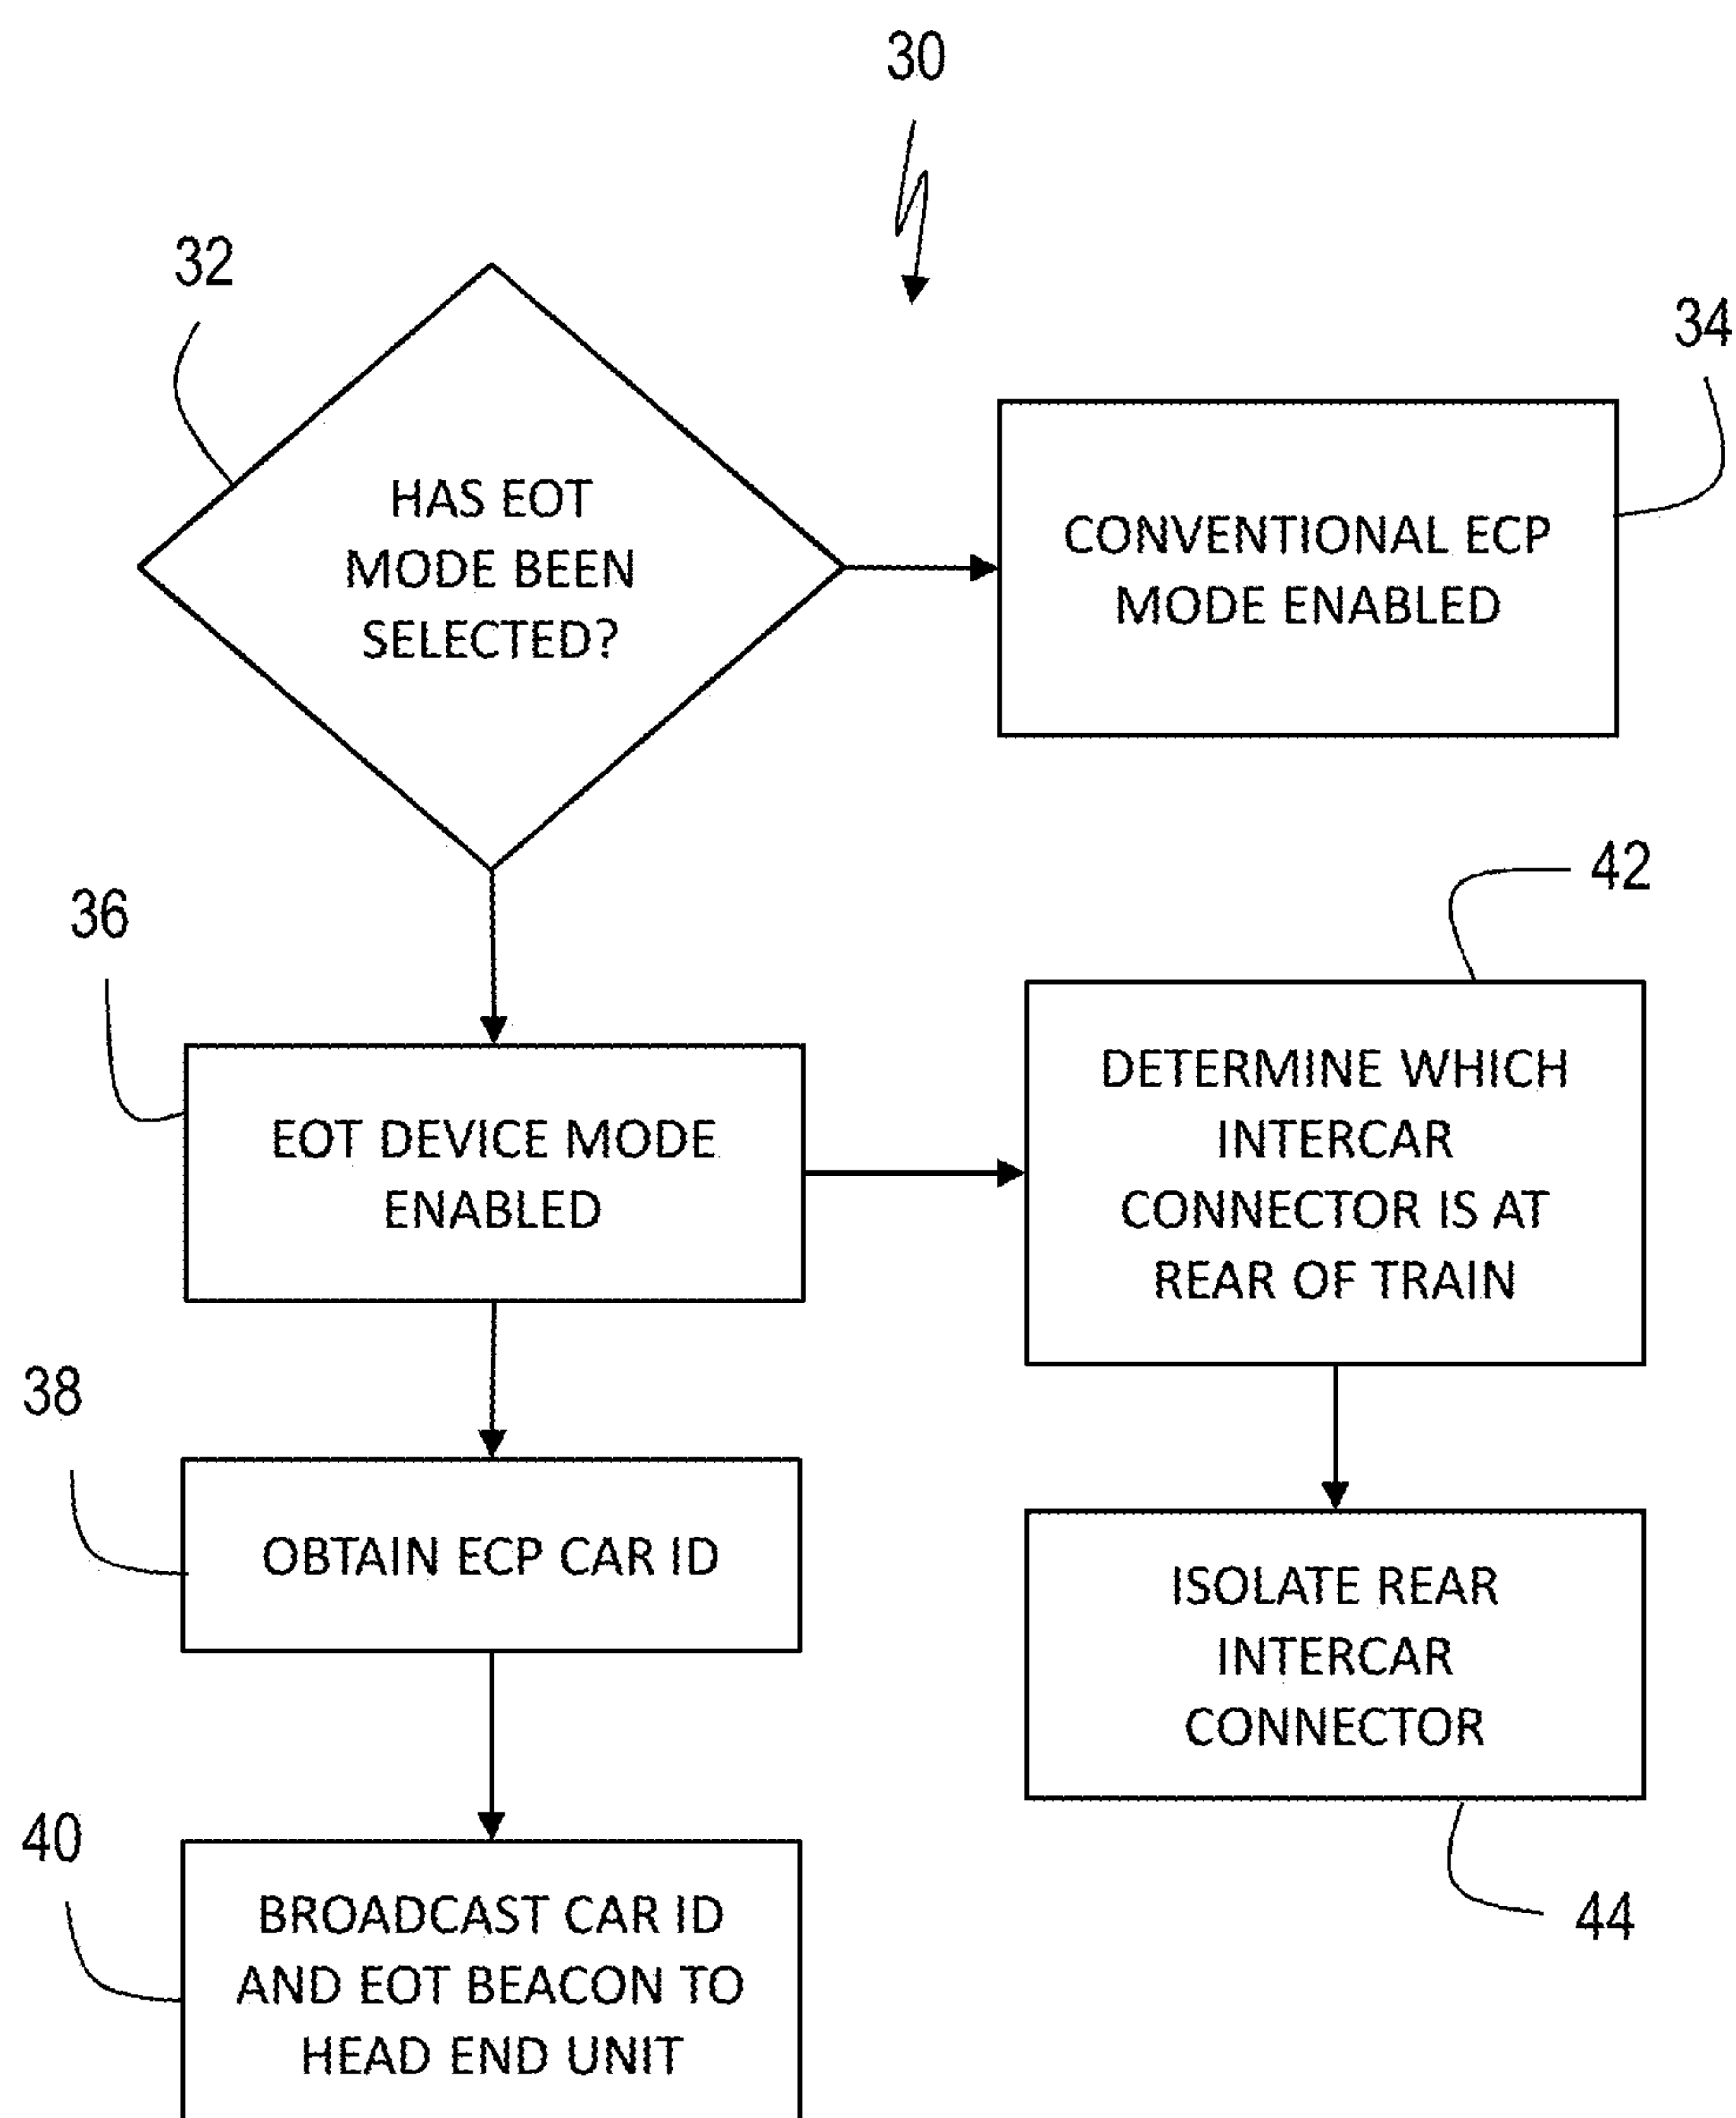 30
32
HAS EOT
MODE BEEN
SELECTED?
34
CONVENTIONAL ECP
MODE ENABLED
36
EOT DEVICE MODE
ENABLED
42
DETERMINE WHICH
INTERCAR
CONNECTOR IS AT
REAR OF TRAIN
38
OBTAIN ECP CAR ID
ISOLATE REAR
INTERCAR
CONNECTOR
44
40
BROADCAST CAR ID
AND EOT BEACON TO
HEAD END UNIT